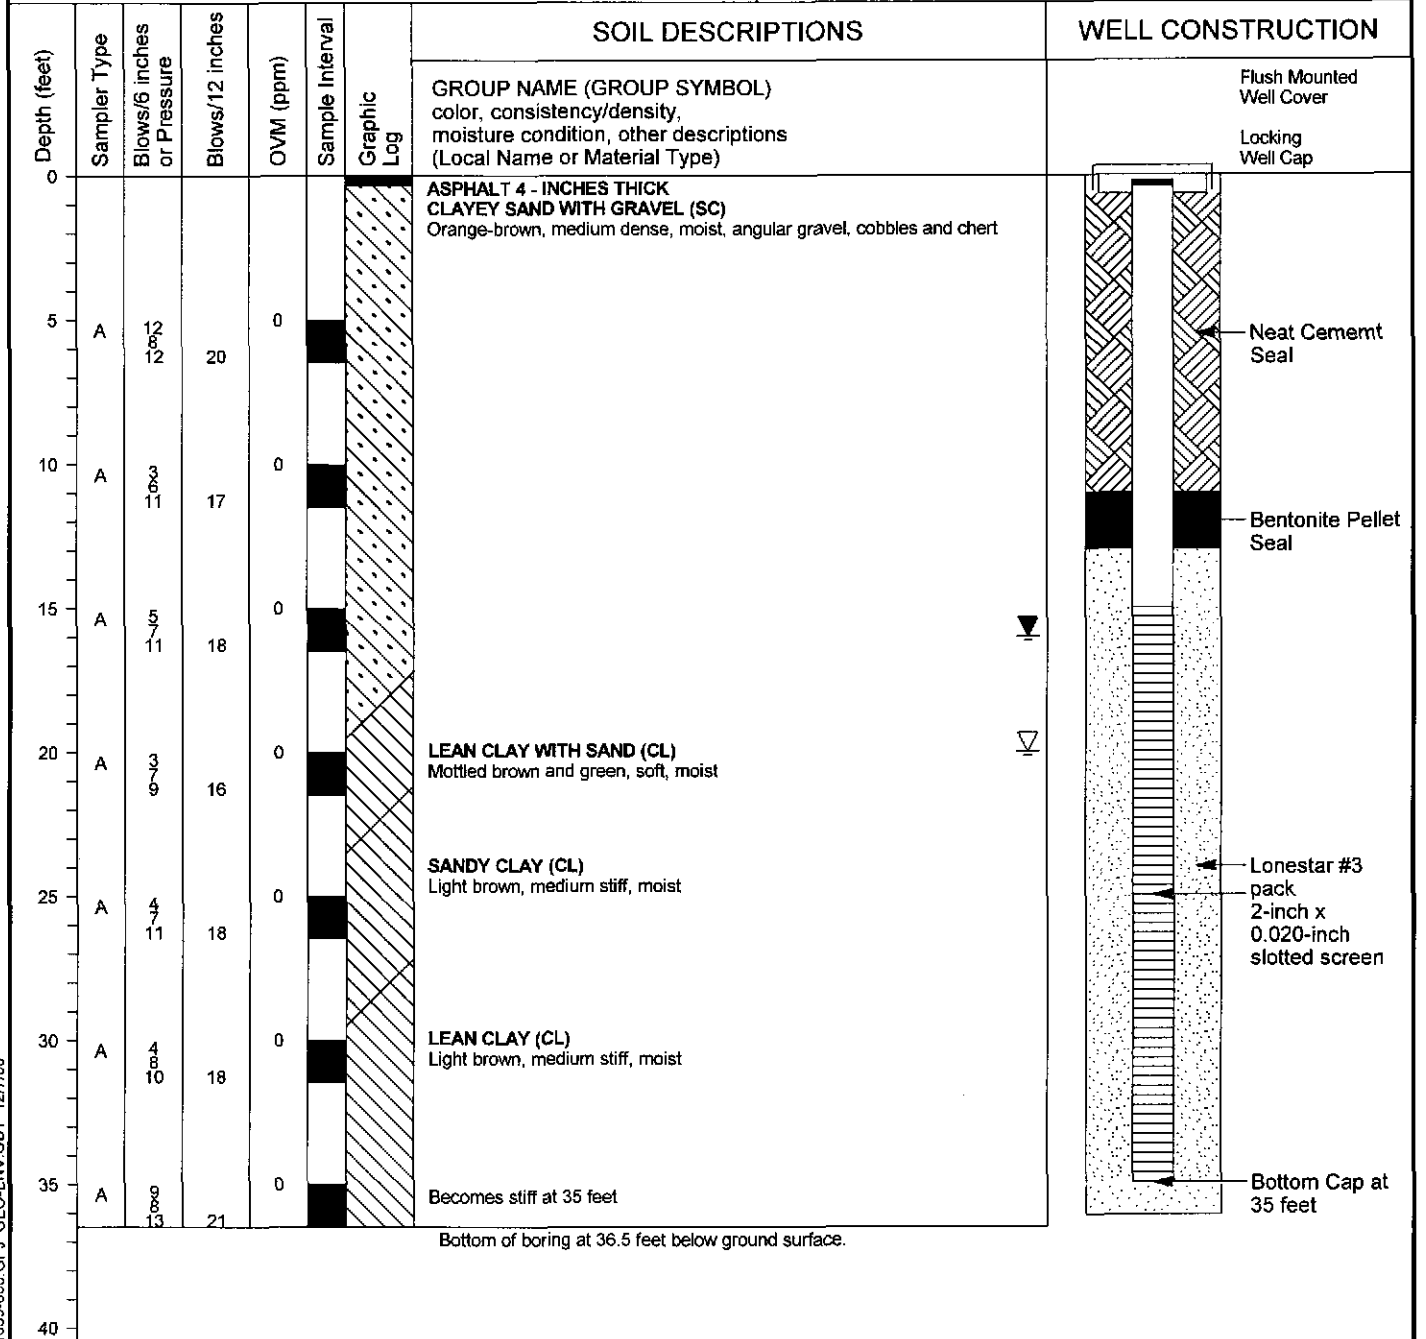 SOIL DESCRIPTIONS
WELL CONSTRUCTION
Depth (feet)
Sampler Type
Blows/6 inches
or Pressure
Blows/12 inches
OVM (ppm)
Sample Interval
Graphic
Log
GROUP NAME (GROUP SYMBOL)
color, consistency/density,
moisture condition, other descriptions
(Local Name or Material Type)
Flush Mounted
Well Cover
Locking
Well Cap
0
ASPHALT 4 - INCHES THICK
CLAYEY SAND WITH GRAVEL (SC)
Orange-brown, medium dense, moist, angular gravel, cobbles and chert
5
A
12
8
12
20
0
Neat Cememt
Seal
10
A
3
6
11
17
0
Bentonite Pellet
Seal
15
A
5
7
11
18
0
20
A
3
7
9
16
0
LEAN CLAY WITH SAND (CL)
Mottled brown and green, soft, moist
SANDY CLAY (CL)
Light brown, medium stiff, moist
25
A
4
7
11
18
0
Lonestar #3
pack
2-inch x
0.020-inch
slotted screen
30
A
4
8
10
18
0
LEAN CLAY (CL)
Light brown, medium stiff, moist
35
A
9
8
13
21
0
Becomes stiff at 35 feet
Bottom Cap at
35 feet
Bottom of boring at 36.5 feet below ground surface.
40